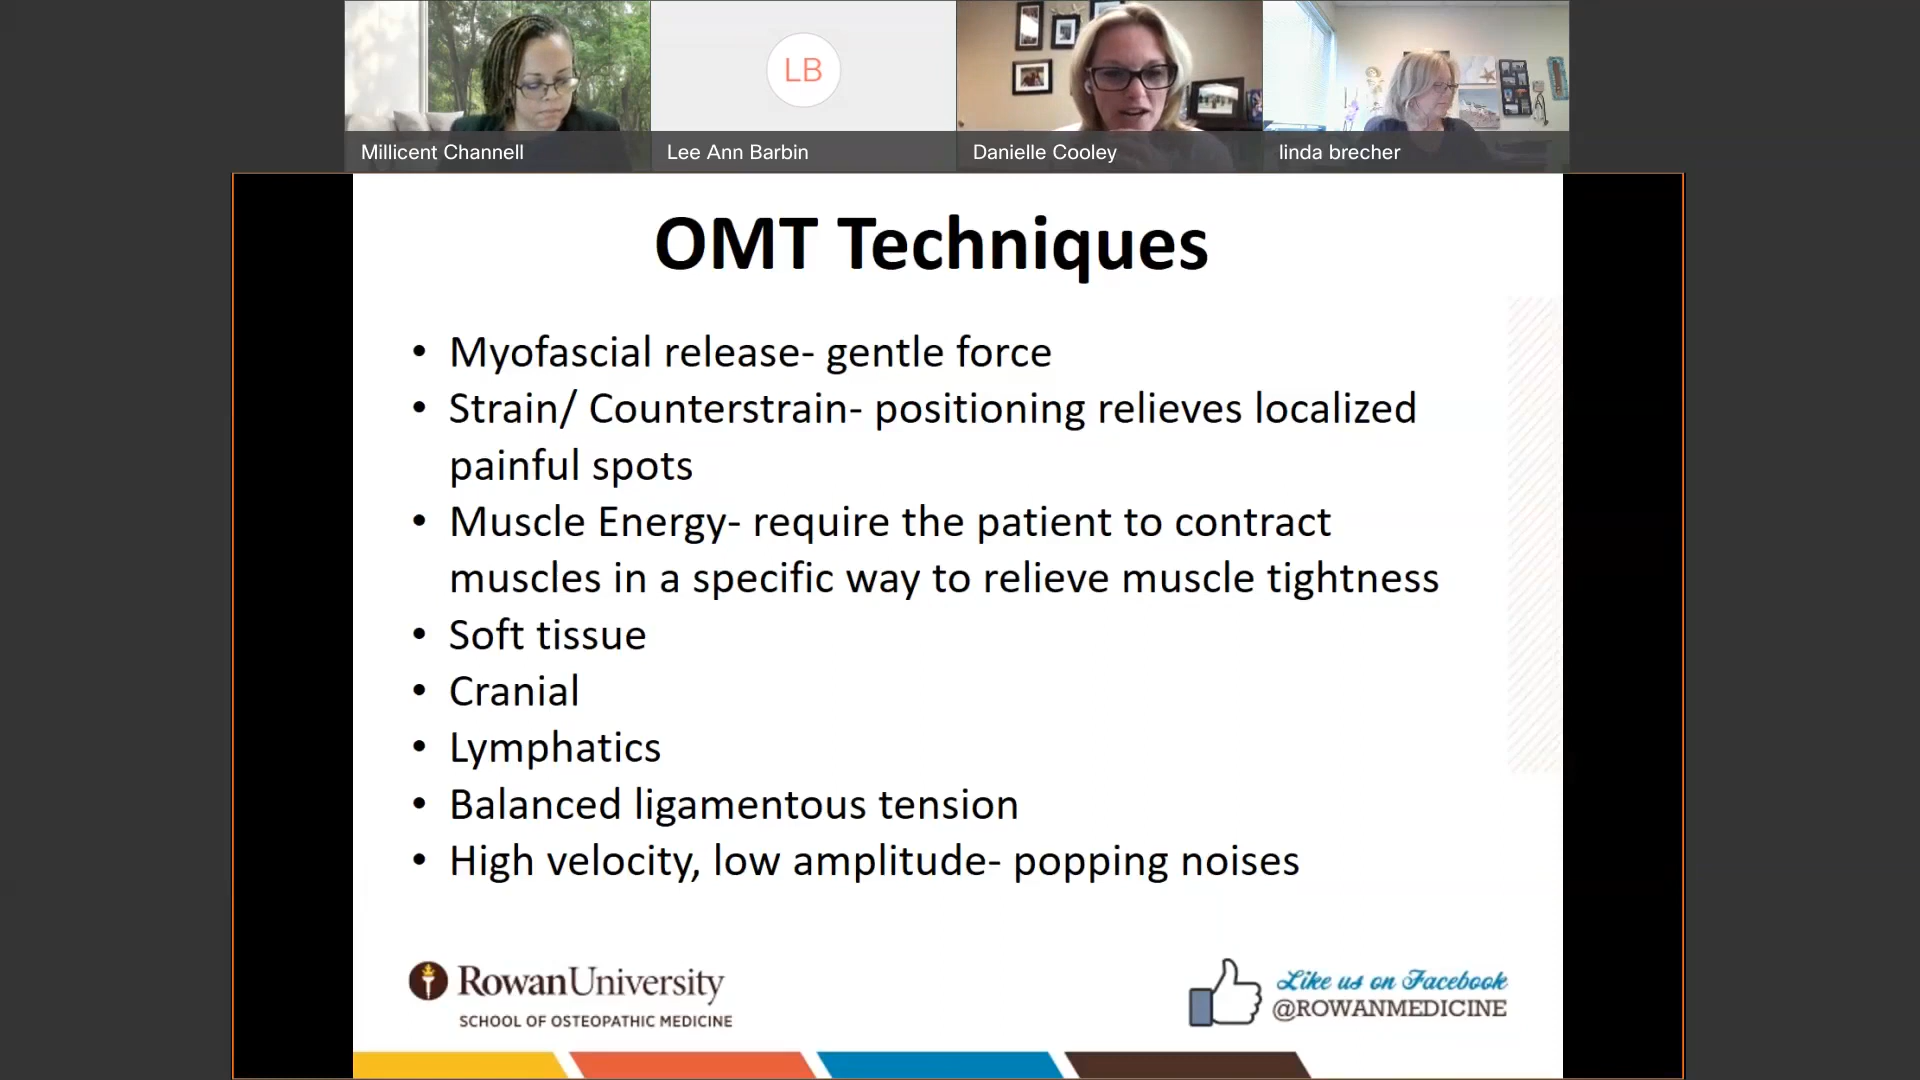 LB
Millicent Channell
Lee Ann Barbin
Danielle Cooley
linda brecher
OMT Techniques
• Myofascial release- gentle force
• Strain/ Counterstrain- positioning relieves localized
painful spots
• Muscle Energy- require the patient to contract
muscles in a specific way to relieve muscle tightness
• Soft tissue
• Cranial
• Lymphatics
• Balanced ligamentous tension
• High velocity, low amplitude- popping noises
RowanUniversity
SCHOOL OF OSTEOPATHIC MEDICINE
Like us on Facebook
@ROWANMEDICINE